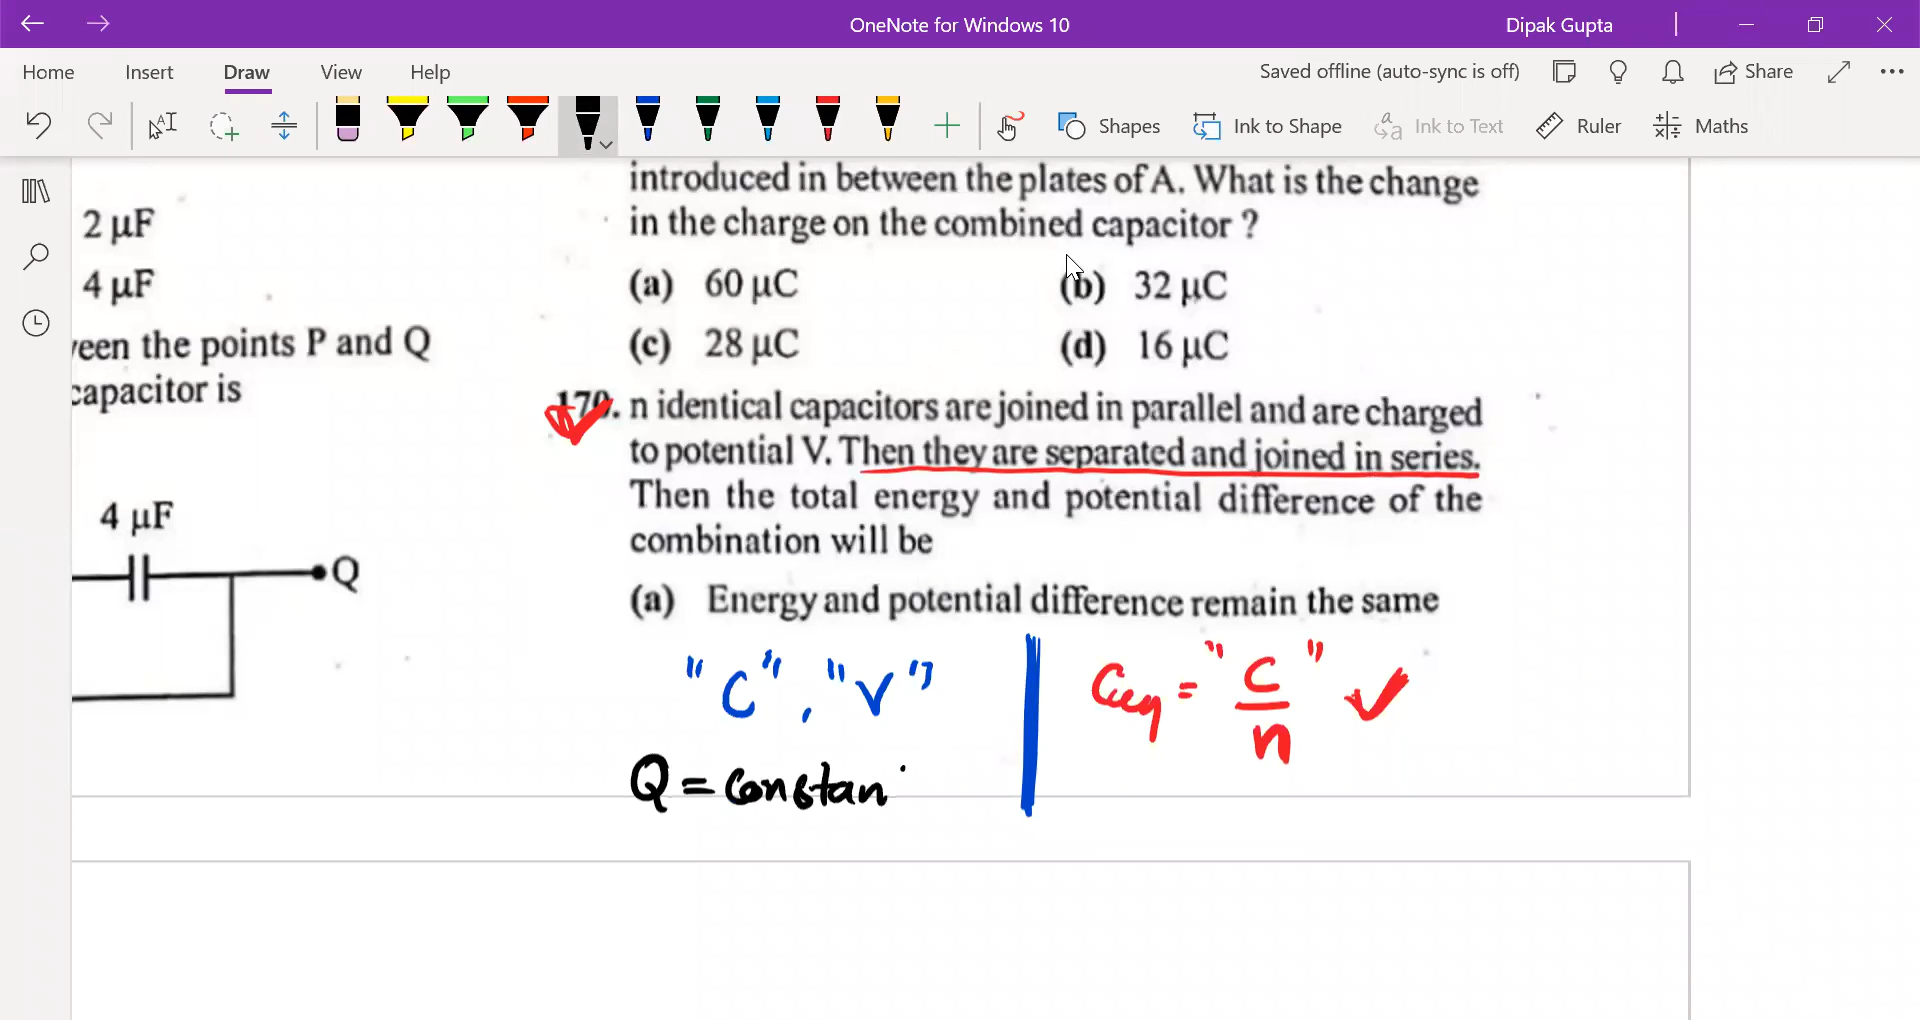 OneNote for Windows 10
Dipak Gupta
Home Insert Draw View Help
Saved offline (auto-sync is off)
Share
Shapes
Ink to Shape
Ink to Text
Ruler
Maths
2 μF
4 μF
een the points P and Q
capacitor is
4 μF
Q
introduced in between the plates of A. What is the change
in the charge on the combined capacitor ?
(a) 60 μC (b) 32 μC
(c) 28 μC (d) 16 μC
170. n identical capacitors are joined in parallel and are charged
to potential V. Then they are separated and joined in series.
Then the total energy and potential difference of the
combination will be
(a) Energy and potential difference remain the same
"C", "V"
Ceq = "C/n"
Q = constan